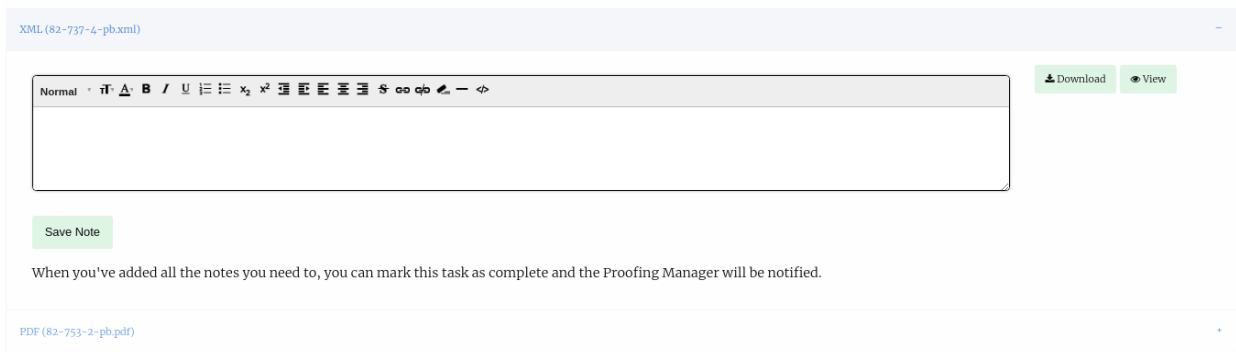 XML (82-737-4-pb.xml)
Download View
Normal
Save Note
When you've added all the notes you need to, you can mark this task as complete and the Proofing Manager will be notified.
PDF (82-753-2-pb.pdf)